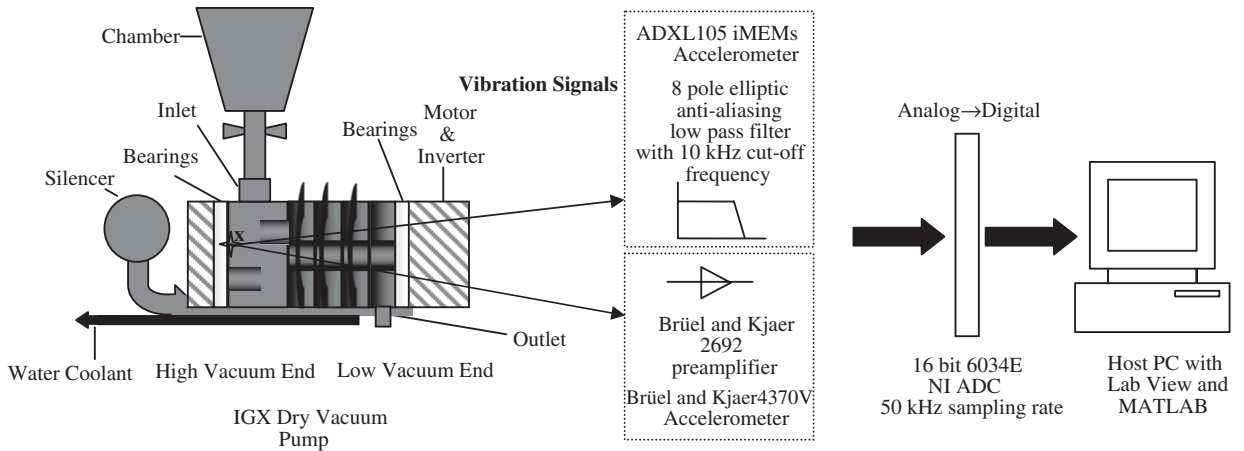 Chamber
Inlet
Bearings
Silencer
Bearings
Motor
&
Inverter
X
Outlet
Water Coolant
High Vacuum End
Low Vacuum End
IGX Dry Vacuum
Pump
Vibration Signals
ADXL105 iMEMs
Accelerometer
8 pole elliptic
anti-aliasing
low pass filter
with 10 kHz cut-off
frequency
Brüel and Kjaer
2692
preamplifier
Brüel and Kjaer4370V
Accelerometer
Analog→Digital
16 bit 6034E
NI ADC
50 kHz sampling rate
Host PC with
Lab View and
MATLAB